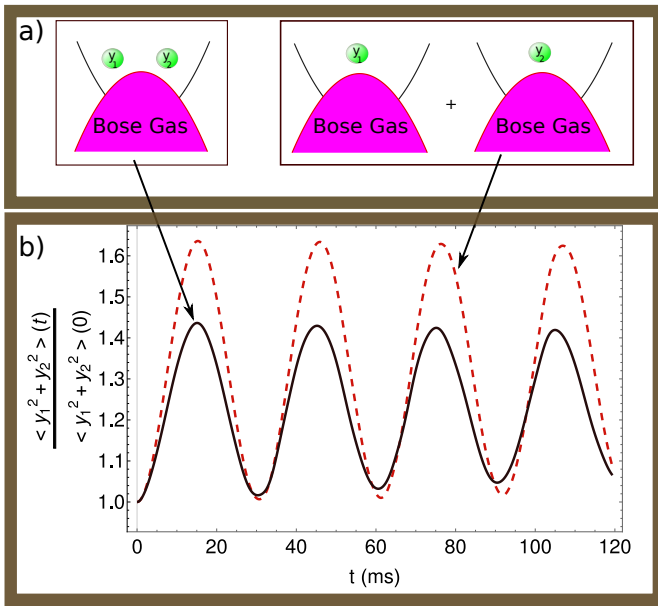 a)
y1 y2
Bose Gas
y1
Bose Gas
+
y2
Bose Gas
b)
< y₁² + y₂² > (t)
< y₁² + y₂² > (0)
1.6
1.5
1.4
1.3
1.2
1.1
1.0
0 20 40 60 80 100 120
t (ms)